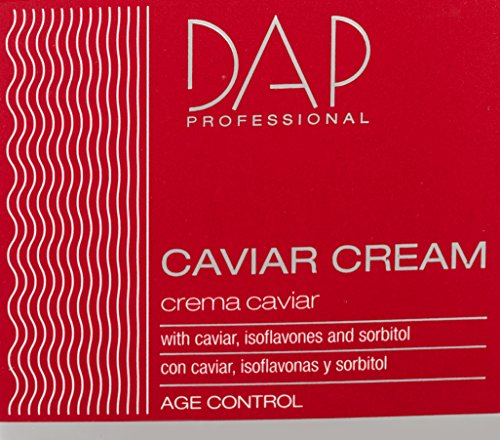 DAP
PROFESSIONAL
CAVIAR CREAM
crema caviar
with caviar, isoflavones and sorbitol
con caviar, isoflavonas y sorbitol
AGE CONTROL